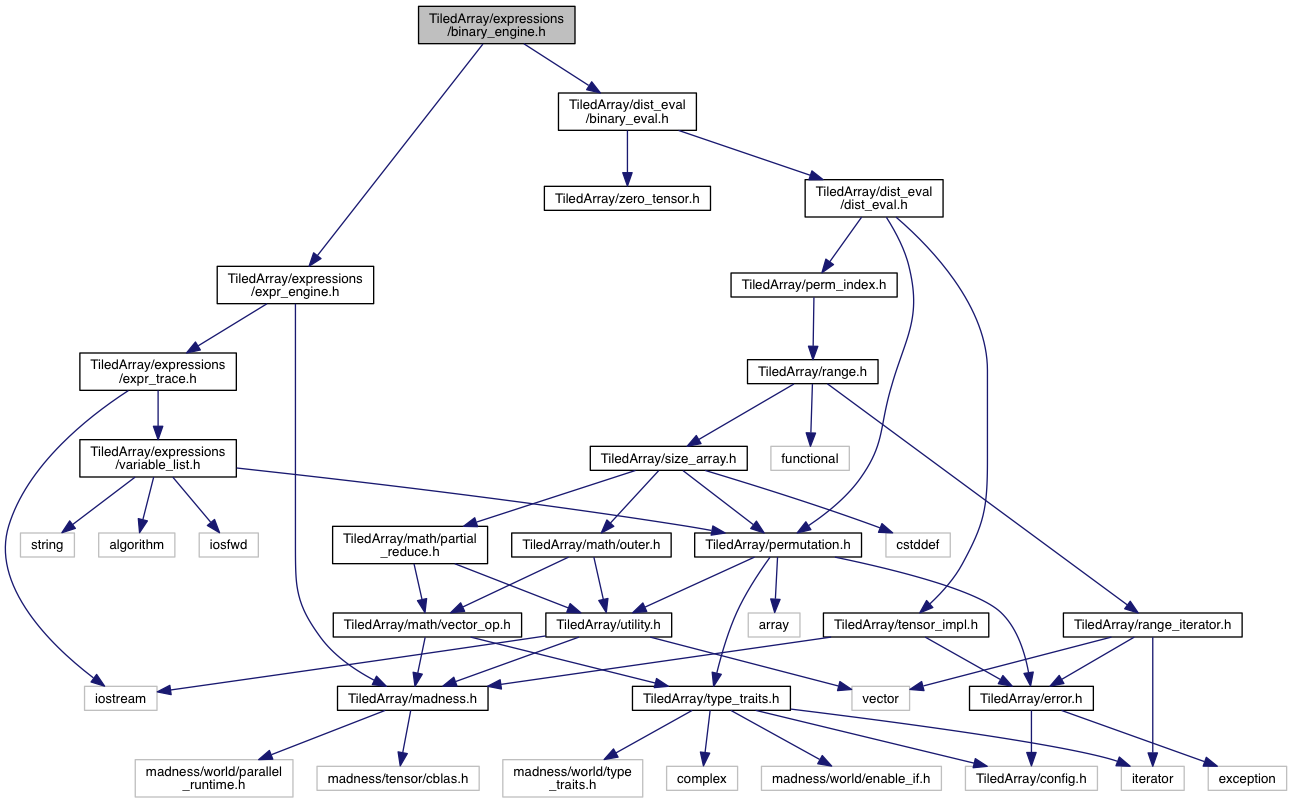 TiledArray/expressions
/binary_engine.h
TiledArray/dist_eval
/binary_eval.h
TiledArray/zero_tensor.h
TiledArray/dist_eval
/dist_eval.h
TiledArray/expressions
/expr_engine.h
TiledArray/perm_index.h
TiledArray/expressions
/expr_trace.h
TiledArray/range.h
TiledArray/expressions
/variable_list.h
TiledArray/size_array.h
functional
string
algorithm
iosfwd
TiledArray/math/partial
_reduce.h
TiledArray/math/outer.h
TiledArray/permutation.h
cstddef
TiledArray/math/vector_op.h
TiledArray/utility.h
array
TiledArray/tensor_impl.h
TiledArray/range_iterator.h
iostream
TiledArray/madness.h
TiledArray/type_traits.h
vector
TiledArray/error.h
madness/world/parallel
_runtime.h
madness/tensor/cblas.h
madness/world/type
_traits.h
complex
madness/world/enable_if.h
TiledArray/config.h
iterator
exception